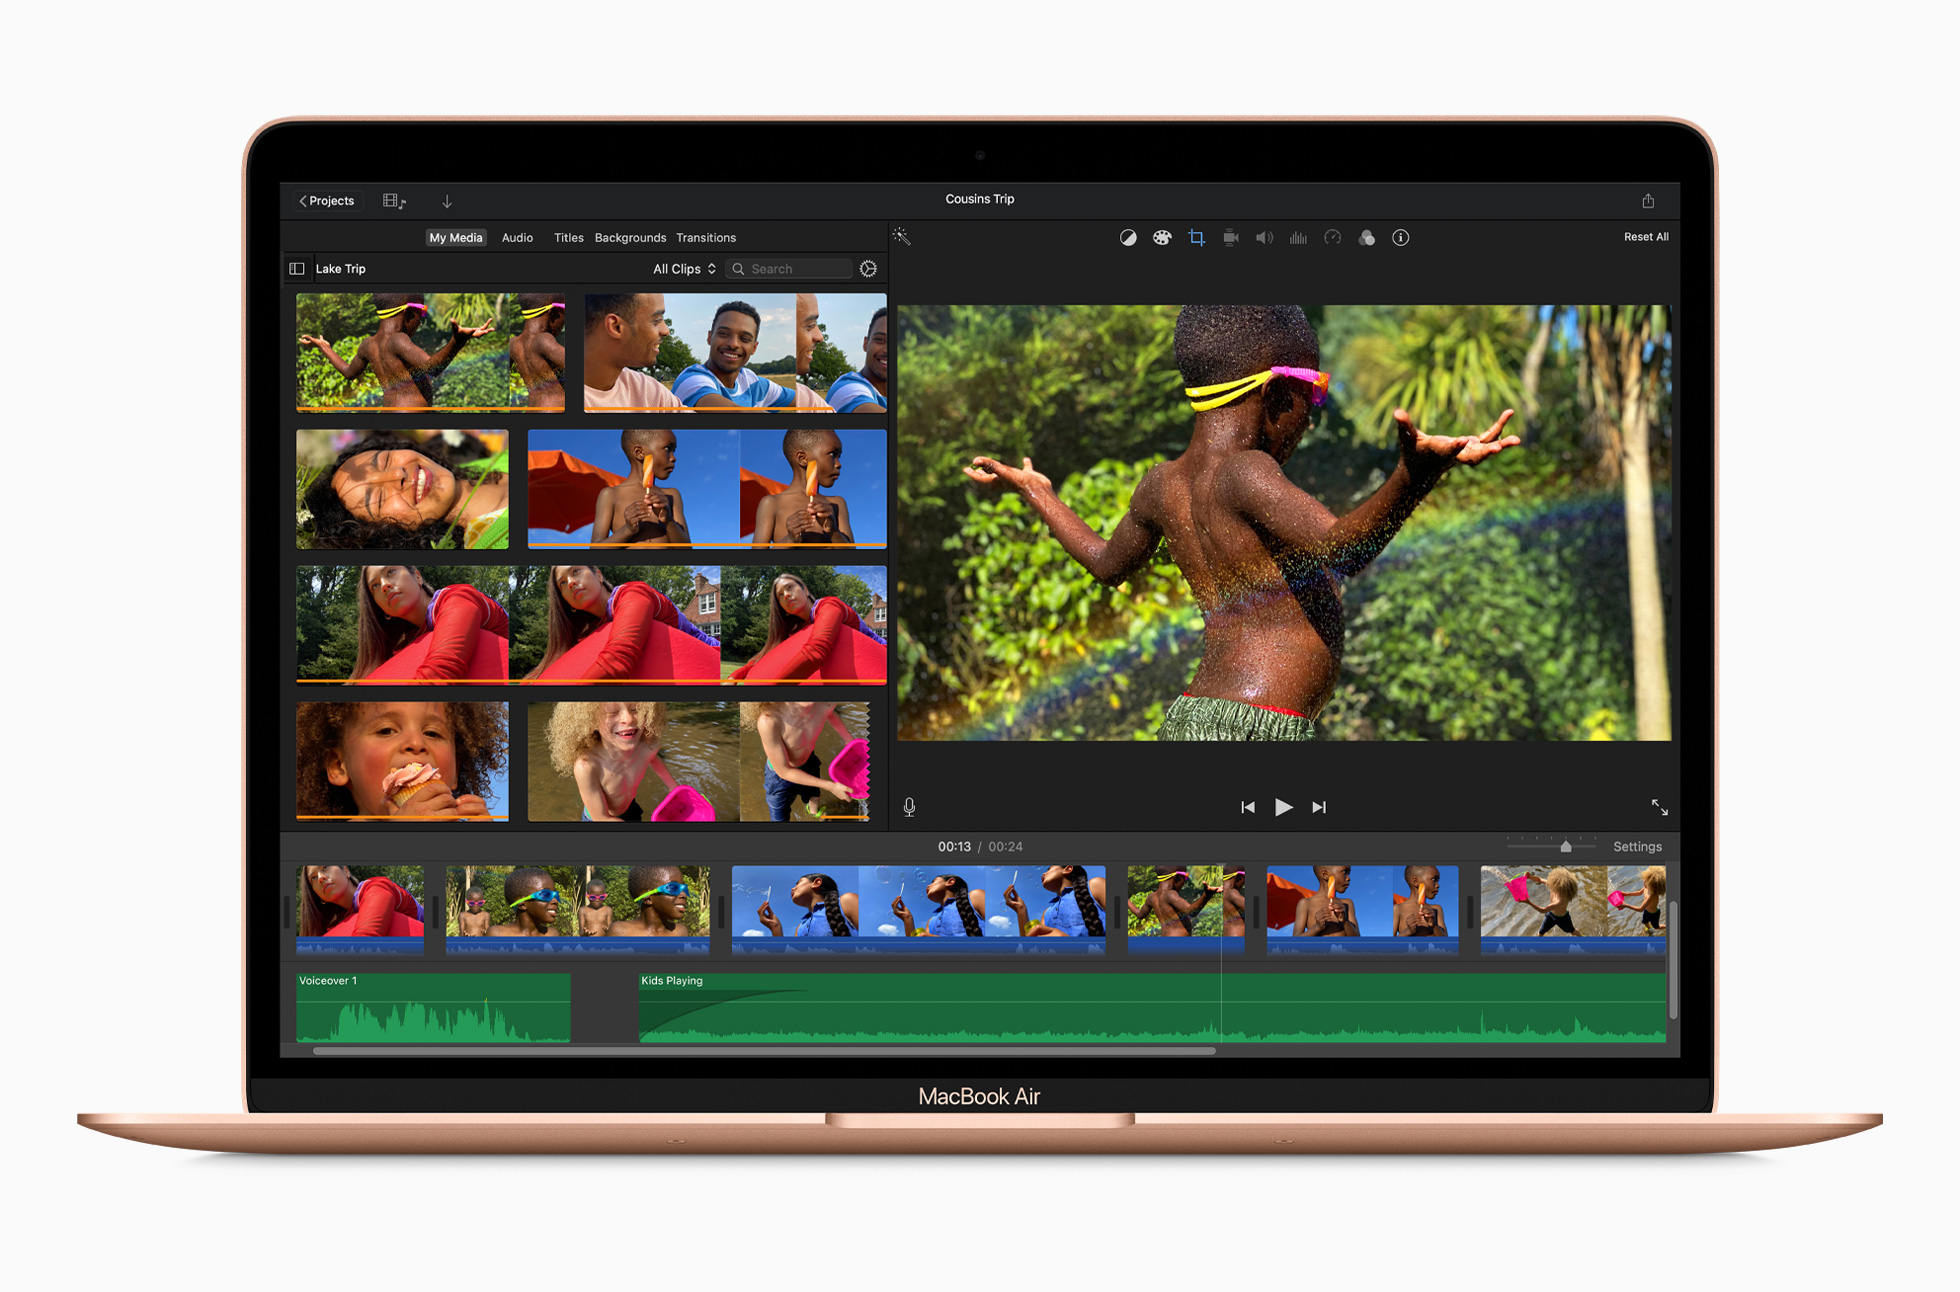 Projects
Cousins Trip
My Media Audio Titles Backgrounds Transitions
Reset All
Lake Trip All Clips Search
00:13 / 00:24
Settings
Voiceover 1
Kids Playing
MacBook Air